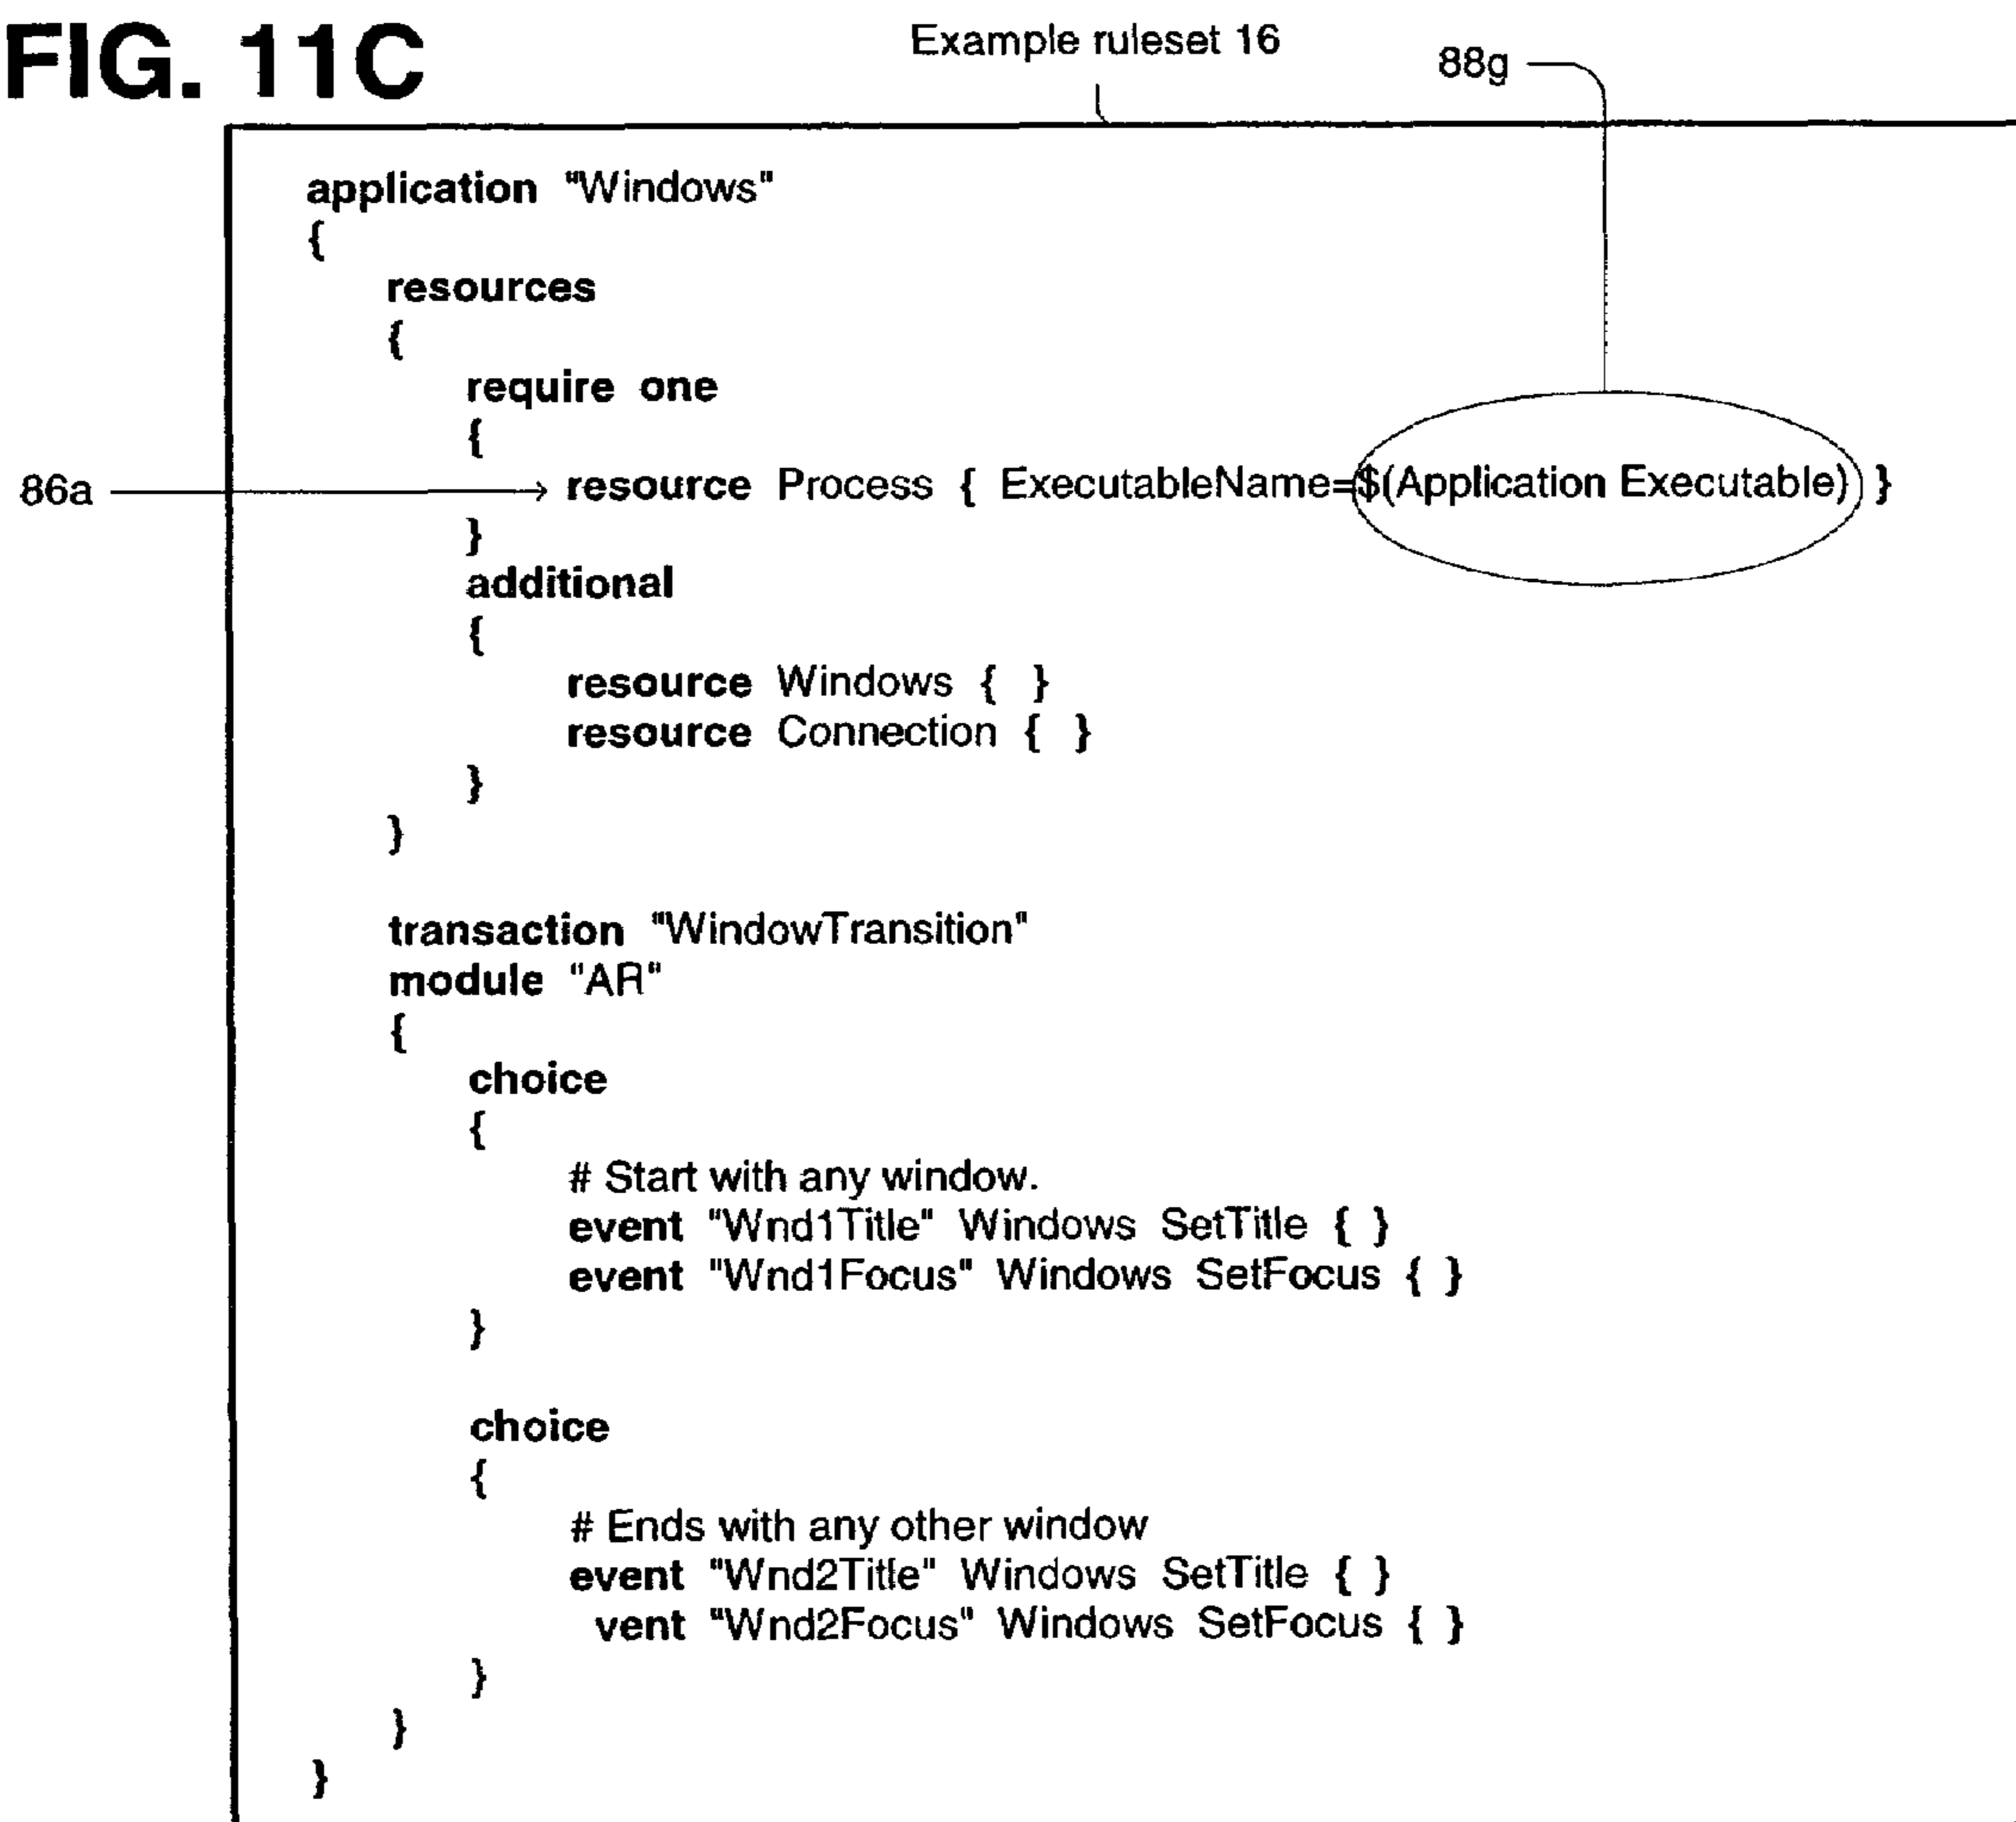 FIG. 11C
Example ruleset 16
88g
application "Windows"
{
resources
{
require one
{
86a
resource Process { ExecutableName=$(Application Executable) }
}
additional
{
resource Windows { }
resource Connection { }
}
}
transaction "WindowTransition"
module "AR"
{
choice
{
# Start with any window.
event "Wnd1Title" Windows SetTitle { }
event "Wnd1Focus" Windows SetFocus { }
}
choice
{
# Ends with any other window
event "Wnd2Title" Windows SetTitle { }
vent "Wnd2Focus" Windows SetFocus { }
}
}
}